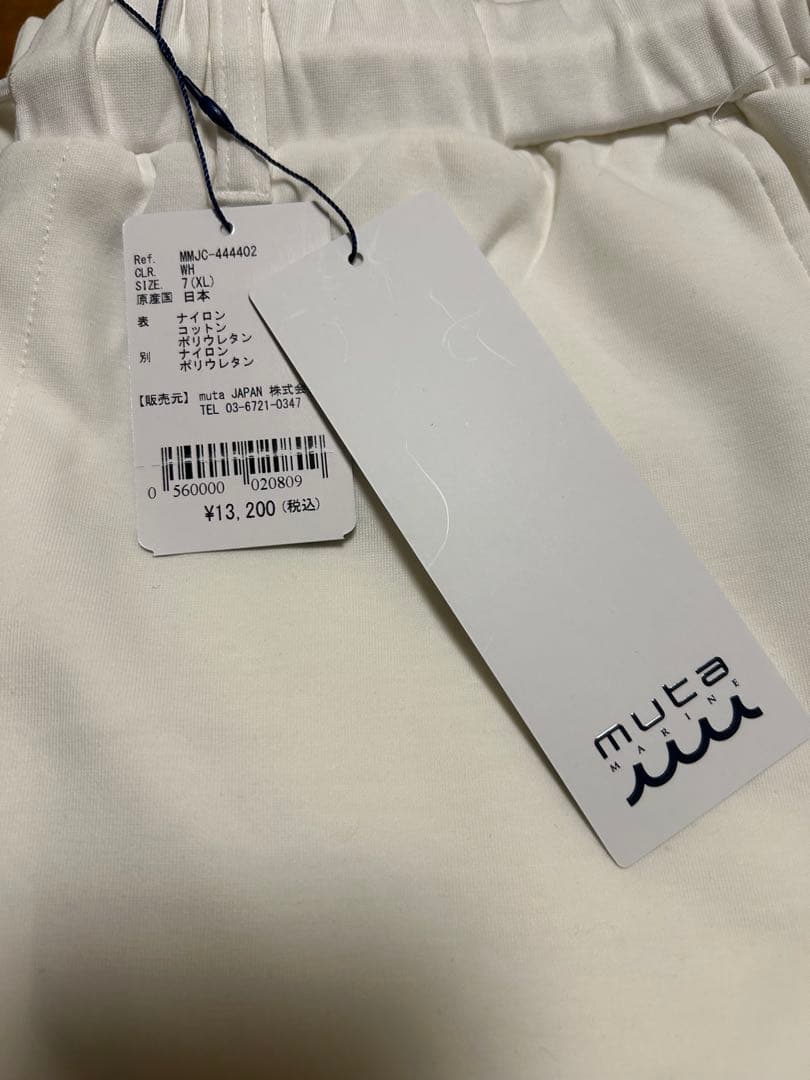 Ref. MMJC-444402
CLR. WH
SIZE. 7(XL)
原産国 日本
表 ナイロン
コットン
ポリウレタン
別 ナイロン
ポリウレタン
【販売元】 muta JAPAN 株式会
TEL 03-6721-0347
0 560000 020809
¥13,200(税込)
muta
MARINE